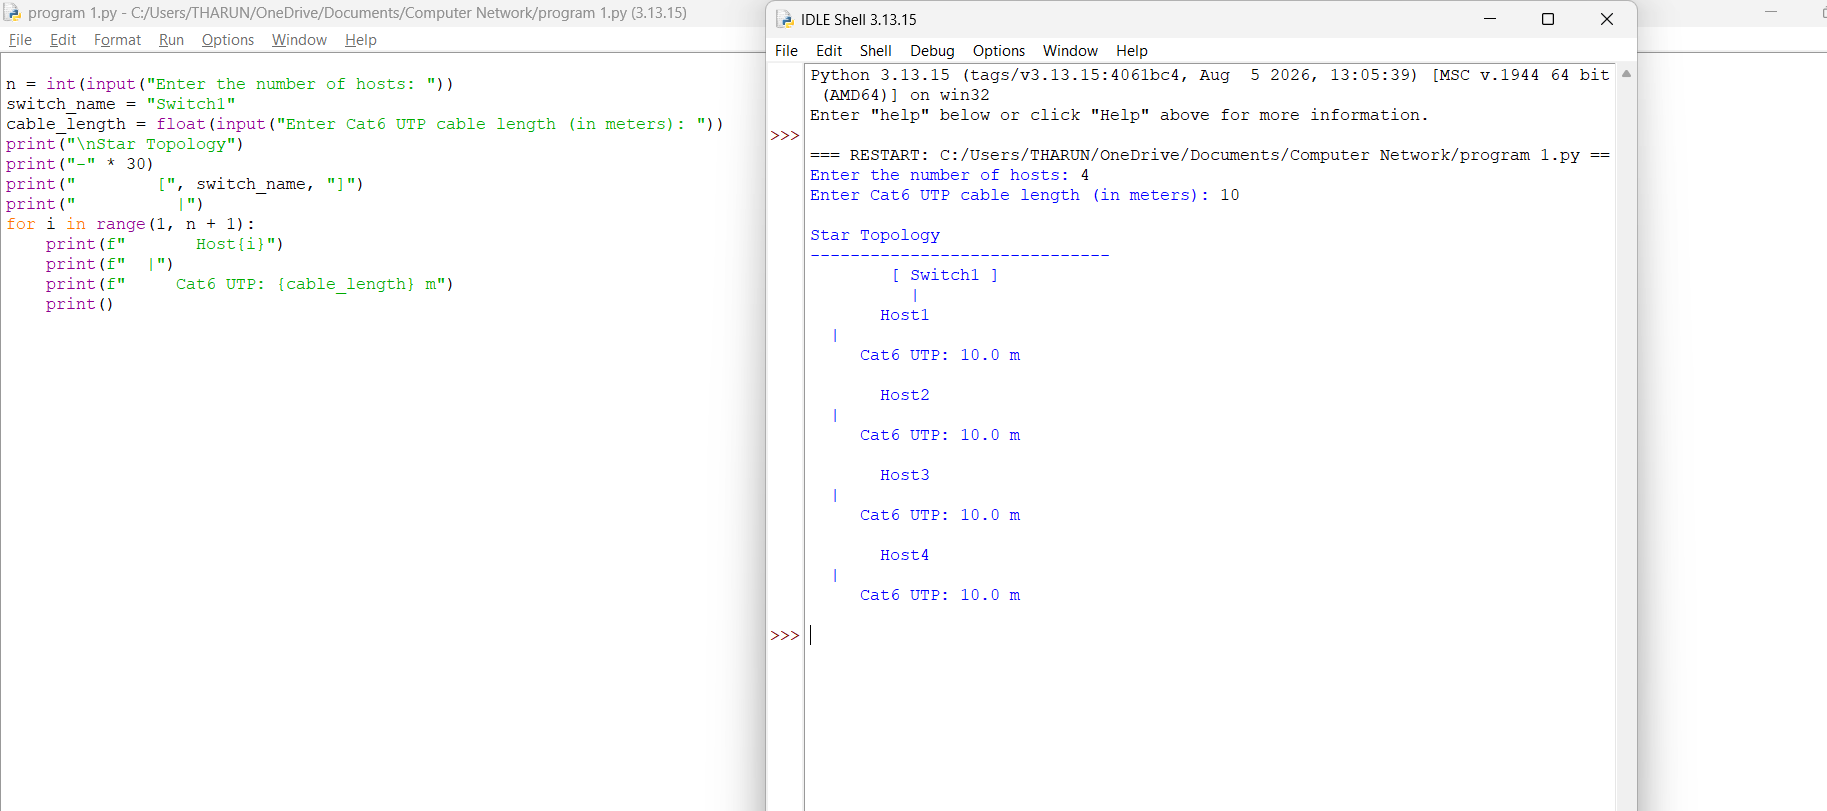 program 1.py - C:/Users/THARUN/OneDrive/Documents/Computer Network/program 1.py (3.13.15)
File Edit Format Run Options Window Help
n = int(input("Enter the number of hosts: "))
switch_name = "Switch1"
cable_length = float(input("Enter Cat6 UTP cable length (in meters): "))
print("\nStar Topology")
print("-" * 30)
print("        [", switch_name, "]")
print("          |")
for i in range(1, n + 1):
    print(f"       Host{i}")
    print(f"  |")
    print(f"     Cat6 UTP: {cable_length} m")
    print()
IDLE Shell 3.13.15
File Edit Shell Debug Options Window Help
Python 3.13.15 (tags/v3.13.15:4061bc4, Aug  5 2026, 13:05:39) [MSC v.1944 64 bit
 (AMD64)] on win32
Enter "help" below or click "Help" above for more information.
>>>
=== RESTART: C:/Users/THARUN/OneDrive/Documents/Computer Network/program 1.py ==
Enter the number of hosts: 4
Enter Cat6 UTP cable length (in meters): 10
Star Topology
------------------------------
        [ Switch1 ]
          |
       Host1
  |
     Cat6 UTP: 10.0 m
       Host2
  |
     Cat6 UTP: 10.0 m
       Host3
  |
     Cat6 UTP: 10.0 m
       Host4
  |
     Cat6 UTP: 10.0 m
>>>